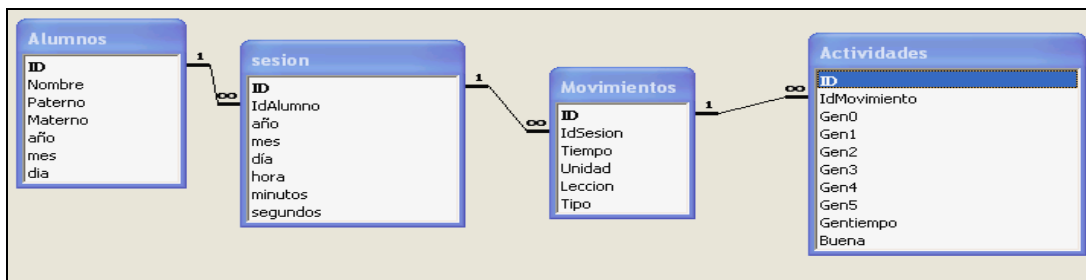 Alumnos
ID
Nombre
Paterno
Materno
año
mes
dia
1
∞
sesion
ID
IdAlumno
año
mes
día
hora
minutos
segundos
1
∞
Movimientos
ID
IdSesion
Tiempo
Unidad
Leccion
Tipo
1
∞
Actividades
ID
IdMovimiento
Gen0
Gen1
Gen2
Gen3
Gen4
Gen5
Gentiempo
Buena